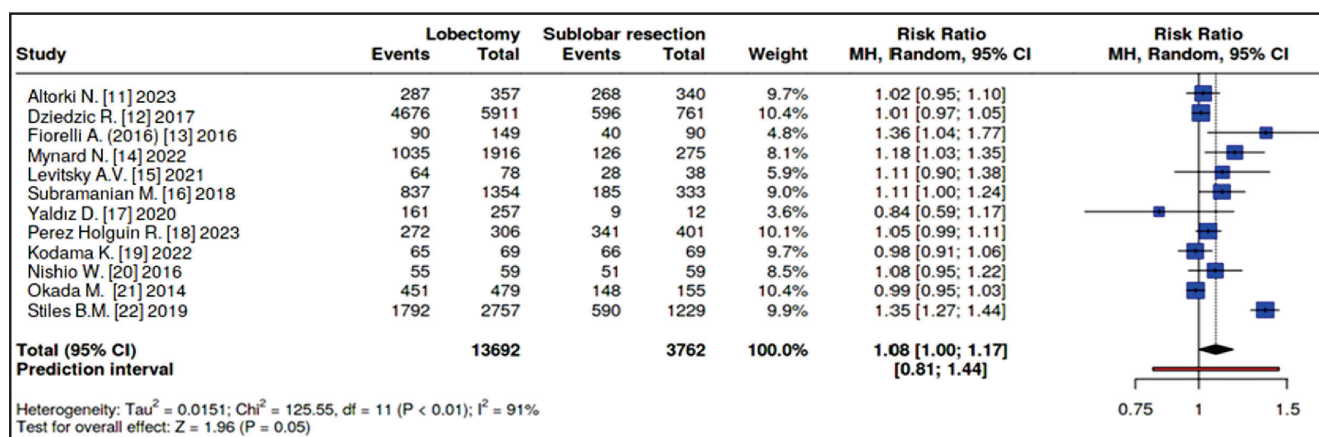 Lobectomy Sublobar resection Risk Ratio Risk Ratio
Study Events Total Events Total Weight MH, Random, 95% CI MH, Random, 95% CI
Altorki N. [11] 2023 287 357 268 340 9.7% 1.02 [0.95; 1.10]
Dziedzic R. [12] 2017 4676 5911 596 761 10.4% 1.01 [0.97; 1.05]
Fiorelli A. (2016) [13] 2016 90 149 40 90 4.8% 1.36 [1.04; 1.77]
Mynard N. [14] 2022 1035 1916 126 275 8.1% 1.18 [1.03; 1.35]
Levitsky A.V. [15] 2021 64 78 28 38 5.9% 1.11 [0.90; 1.38]
Subramanian M. [16] 2018 837 1354 185 333 9.0% 1.11 [1.00; 1.24]
Yaldız D. [17] 2020 161 257 9 12 3.6% 0.84 [0.59; 1.17]
Perez Holguin R. [18] 2023 272 306 341 401 10.1% 1.05 [0.99; 1.11]
Kodama K. [19] 2022 65 69 66 69 9.7% 0.98 [0.91; 1.06]
Nishio W. [20] 2016 55 59 51 59 8.5% 1.08 [0.95; 1.22]
Okada M. [21] 2014 451 479 148 155 10.4% 0.99 [0.95; 1.03]
Stiles B.M. [22] 2019 1792 2757 590 1229 9.9% 1.35 [1.27; 1.44]
Total (95% CI) 13692 3762 100.0% 1.08 [1.00; 1.17]
Prediction interval [0.81; 1.44]
0.75 1 1.5
Heterogeneity: Tau² = 0.0151; Chi² = 125.55, df = 11 (P < 0.01); I² = 91%
Test for overall effect: Z = 1.96 (P = 0.05)